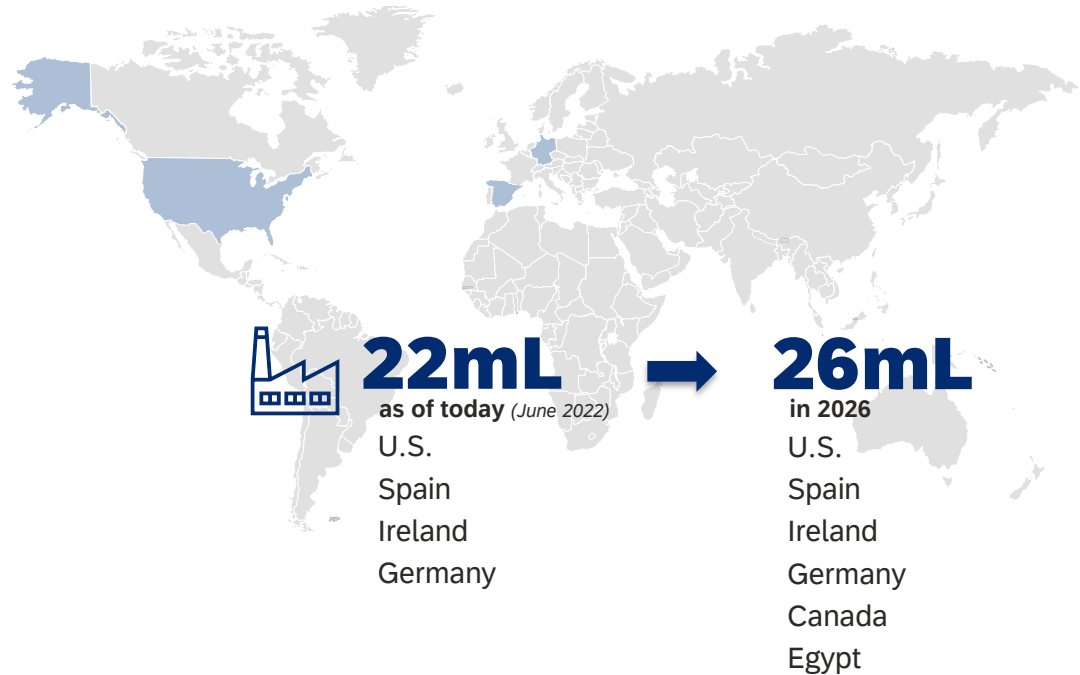 22mL
as of today (June 2022)
U.S.
Spain
Ireland
Germany
26mL
in 2026
U.S.
Spain
Ireland
Germany
Canada
Egypt